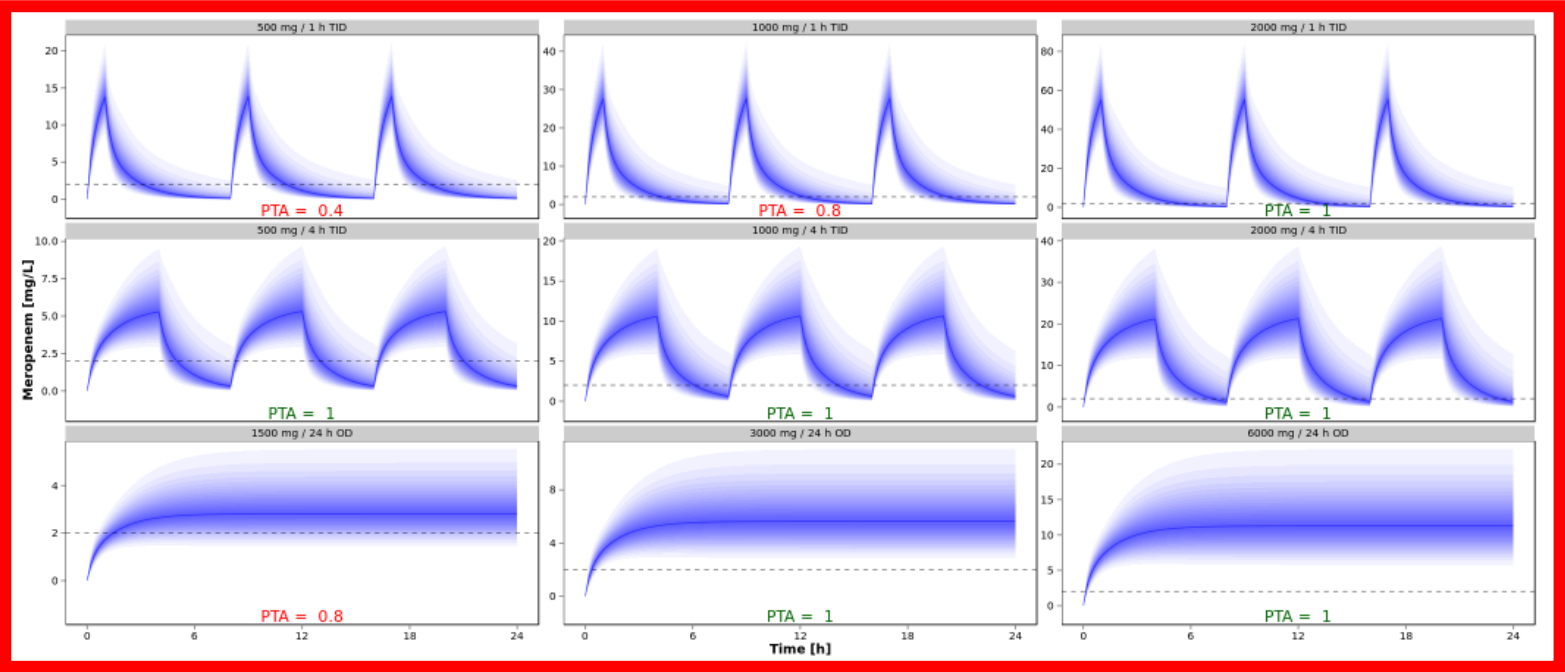 500 mg / 1 h TID
1000 mg / 1 h TID
2000 mg / 1 h TID
20
15
10
5
0
PTA = 0.4
40
30
20
10
0
PTA = 0.8
80
60
40
20
0
PTA = 1
500 mg / 4 h TID
1000 mg / 4 h TID
2000 mg / 4 h TID
Meropenem [mg/L]
10.0
7.5
5.0
2.5
0.0
PTA = 1
20
15
10
5
0
PTA = 1
40
30
20
10
0
PTA = 1
1500 mg / 24 h OD
3000 mg / 24 h OD
6000 mg / 24 h OD
4
2
0
PTA = 0.8
8
4
0
PTA = 1
20
15
10
5
0
PTA = 1
0 6 12 18 24
0 6 12 18 24
0 6 12 18 24
Time [h]